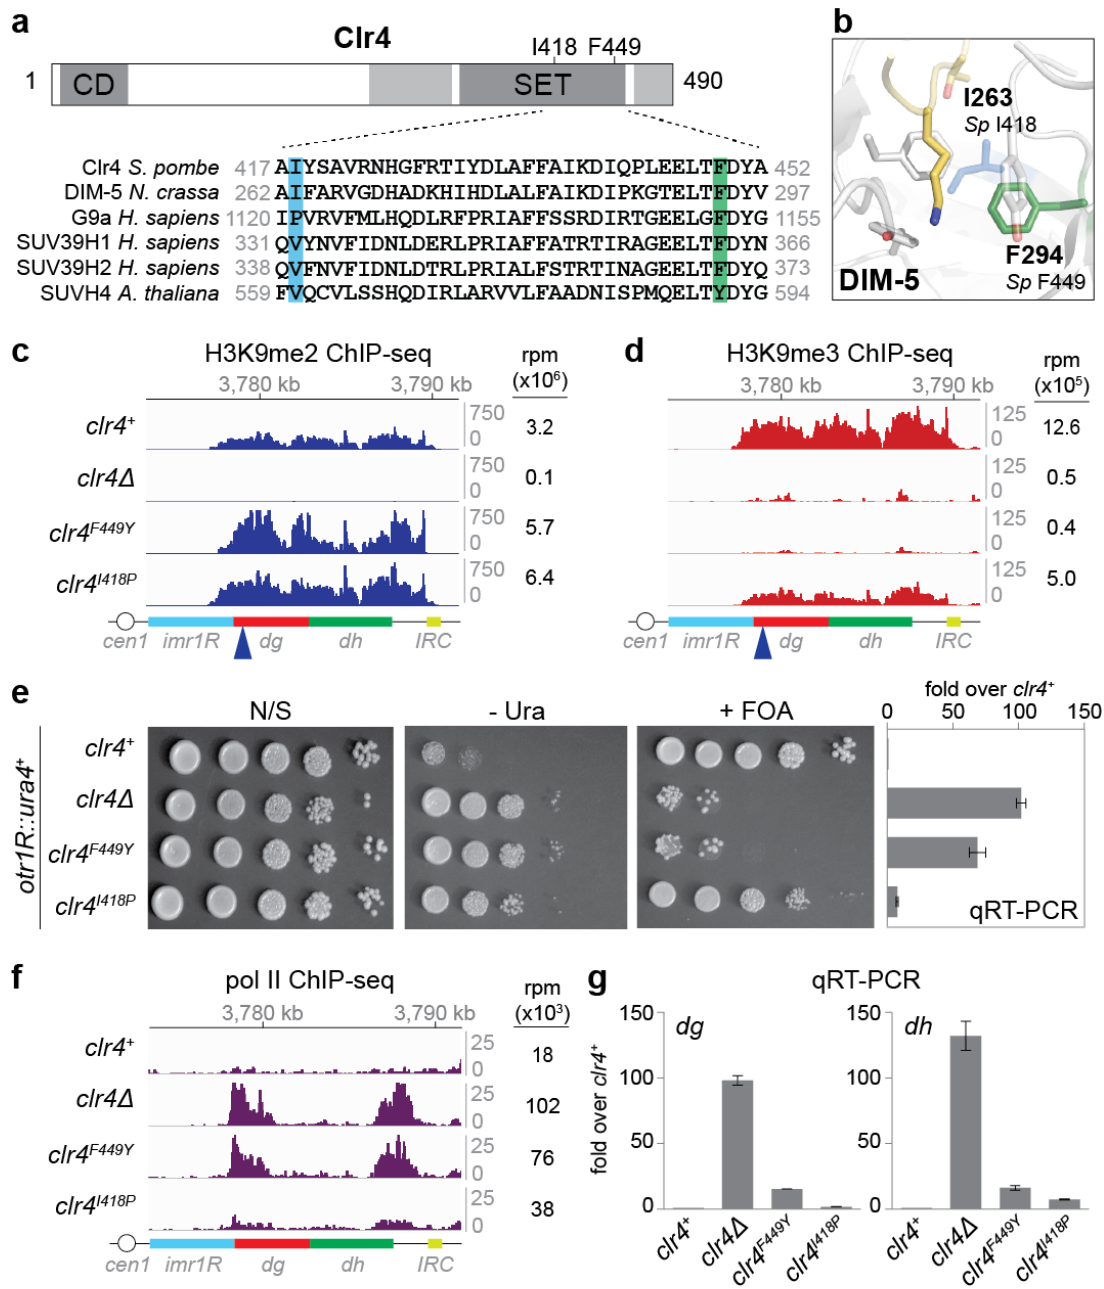 a
Clr4
I418 F449
1 CD SET 490
Clr4 S. pombe 417 AIYSAVRNHGFRTIYDLAFFAIKDIQPLEELTFDYA 452
DIM-5 N. crassa 262 AIFARVGDHADKHIHDLALFAIKDIPKGTELTFDYV 297
G9a H. sapiens 1120 IPVRVFMLHQDLRFPRIAFFSSRDIRTGEELGFDYG 1155
SUV39H1 H. sapiens 331 QVYNVFIDNLDERLPRIAFFATRTIRAGEELTFDYN 366
SUV39H2 H. sapiens 338 QVFNVFIDNLDTRLPRIALFSTRTINAGEELTFDYQ 373
SUVH4 A. thaliana 559 FVQCVLSSHQDIRLARVVLFAADNISPMQELTYDYG 594
b
I263
Sp I418
F294
Sp F449
DIM-5
c
H3K9me2 ChIP-seq
rpm
(x10⁶)
3,780 kb 3,790 kb
clr4⁺ 750 0 3.2
clr4Δ 750 0 0.1
clr4F449Y 750 0 5.7
clr4I418P 750 0 6.4
cen1 imr1R dg dh IRC
d
H3K9me3 ChIP-seq
rpm
(x10⁵)
3,780 kb 3,790 kb
125 0 12.6
125 0 0.5
125 0 0.4
125 0 5.0
cen1 imr1R dg dh IRC
e
N/S - Ura + FOA
fold over clr4⁺
0 50 100 150
otr1R::ura4⁺
clr4⁺
clr4Δ
clr4F449Y
clr4I418P
qRT-PCR
f
pol II ChIP-seq
rpm
(x10³)
3,780 kb 3,790 kb
clr4⁺ 25 0 18
clr4Δ 25 0 102
clr4F449Y 25 0 76
clr4I418P 25 0 38
cen1 imr1R dg dh IRC
g
qRT-PCR
fold over clr4⁺
dg
150
100
50
0
clr4⁺ clr4Δ clr4F449Y clr4I418P
dh
150
100
50
0
clr4⁺ clr4Δ clr4F449Y clr4I418P